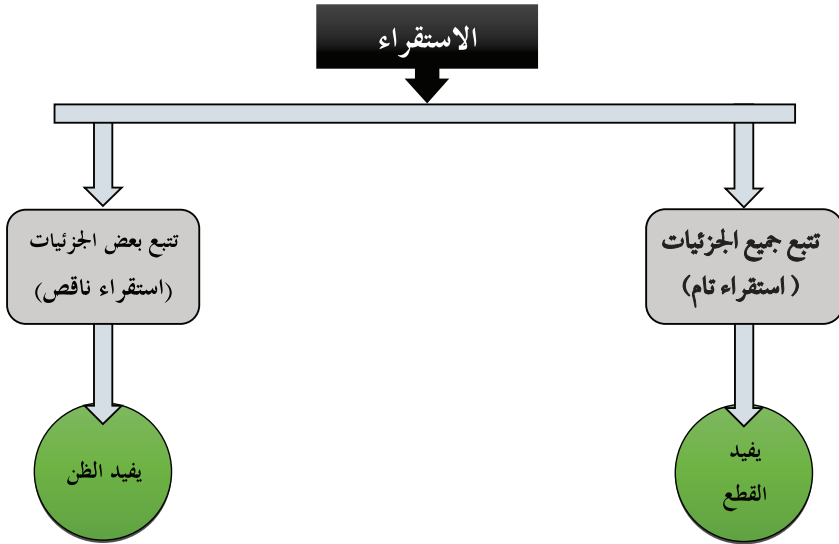 الاستقراء
تتبع جميع الجزئيات
(استقراء تام)
تتبع بعض الجزئيات
(استقراء ناقص)
يفيد
القطع
يفيد الظن